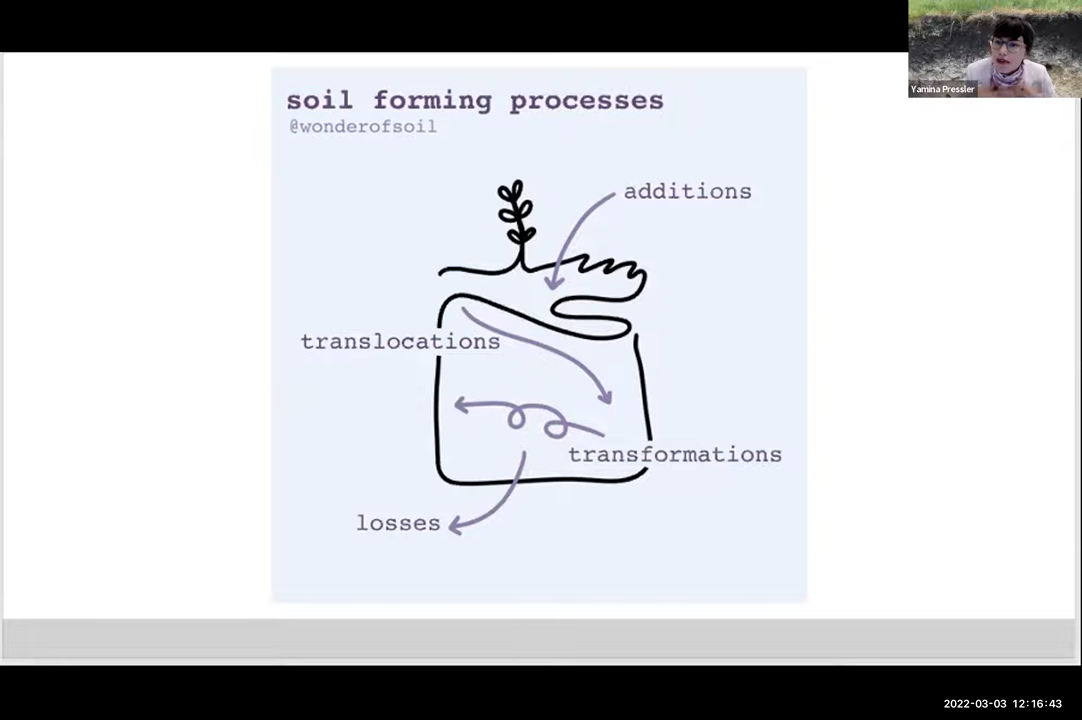 Yamina Pressler
soil forming processes
@wonderofsoil
additions
translocations
transformations
losses
2022-03-03 12:16:43